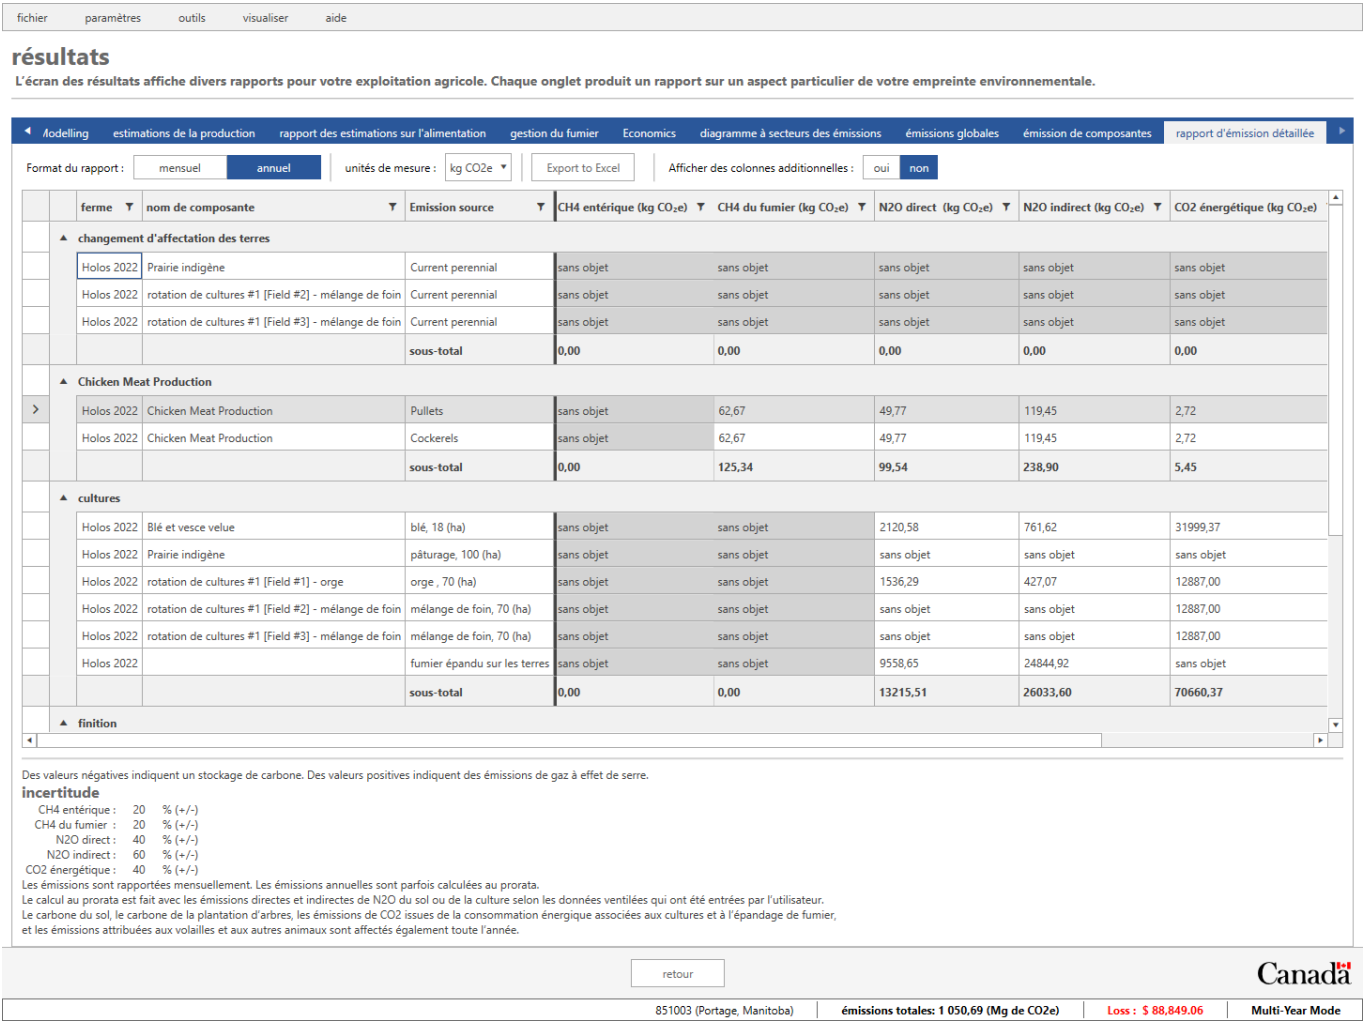 fichier paramètres outils visualiser aide
résultats
L'écran des résultats affiche divers rapports pour votre exploitation agricole. Chaque onglet produit un rapport sur un aspect particulier de votre empreinte environnementale.
Modelling estimations de la production rapport des estimations sur l'alimentation gestion du fumier Economics diagramme à secteurs des émissions émissions globales émission de composantes rapport d'émission détaillée
Format du rapport : mensuel annuel unités de mesure : kg CO2e Export to Excel Afficher des colonnes additionnelles : oui non
ferme nom de composante Emission source CH4 entérique (kg CO₂e) CH4 du fumier (kg CO₂e) N2O direct (kg CO₂e) N2O indirect (kg CO₂e) CO2 énergétique (kg CO₂e)
changement d'affectation des terres
Holos 2022 Prairie indigène Current perennial sans objet sans objet sans objet sans objet sans objet
Holos 2022 rotation de cultures #1 [Field #2] - mélange de foin Current perennial sans objet sans objet sans objet sans objet sans objet
Holos 2022 rotation de cultures #1 [Field #3] - mélange de foin Current perennial sans objet sans objet sans objet sans objet sans objet
sous-total 0,00 0,00 0,00 0,00 0,00
Chicken Meat Production
Holos 2022 Chicken Meat Production Pullets sans objet 62,67 49,77 119,45 2,72
Holos 2022 Chicken Meat Production Cockerels sans objet 62,67 49,77 119,45 2,72
sous-total 0,00 125,34 99,54 238,90 5,45
cultures
Holos 2022 Blé et vesce velue blé, 18 (ha) sans objet sans objet 2120,58 761,62 31999,37
Holos 2022 Prairie indigène pâturage, 100 (ha) sans objet sans objet sans objet sans objet sans objet
Holos 2022 rotation de cultures #1 [Field #1] - orge orge , 70 (ha) sans objet sans objet 1536,29 427,07 12887,00
Holos 2022 rotation de cultures #1 [Field #2] - mélange de foin mélange de foin, 70 (ha) sans objet sans objet sans objet sans objet 12887,00
Holos 2022 rotation de cultures #1 [Field #3] - mélange de foin mélange de foin, 70 (ha) sans objet sans objet sans objet sans objet 12887,00
Holos 2022 fumier épandu sur les terres sans objet sans objet 9558,65 24844,92 sans objet
sous-total 0,00 0,00 13215,51 26033,60 70660,37
finition
Des valeurs négatives indiquent un stockage de carbone. Des valeurs positives indiquent des émissions de gaz à effet de serre.
incertitude
CH4 entérique : 20 % (+/-)
CH4 du fumier : 20 % (+/-)
N2O direct : 40 % (+/-)
N2O indirect : 60 % (+/-)
CO2 énergétique : 40 % (+/-)
Les émissions sont rapportées mensuellement. Les émissions annuelles sont parfois calculées au prorata.
Le calcul au prorata est fait avec les émissions directes et indirectes de N2O du sol ou de la culture selon les données ventilées qui ont été entrées par l'utilisateur.
Le carbone du sol, le carbone de la plantation d'arbres, les émissions de CO2 issues de la consommation énergique associées aux cultures et à l'épandage de fumier,
et les émissions attribuées aux volailles et aux autres animaux sont affectés également toute l'année.
retour
Canada
851003 (Portage, Manitoba) émissions totales: 1 050,69 (Mg de CO2e) Loss : $ 88,849.06 Multi-Year Mode